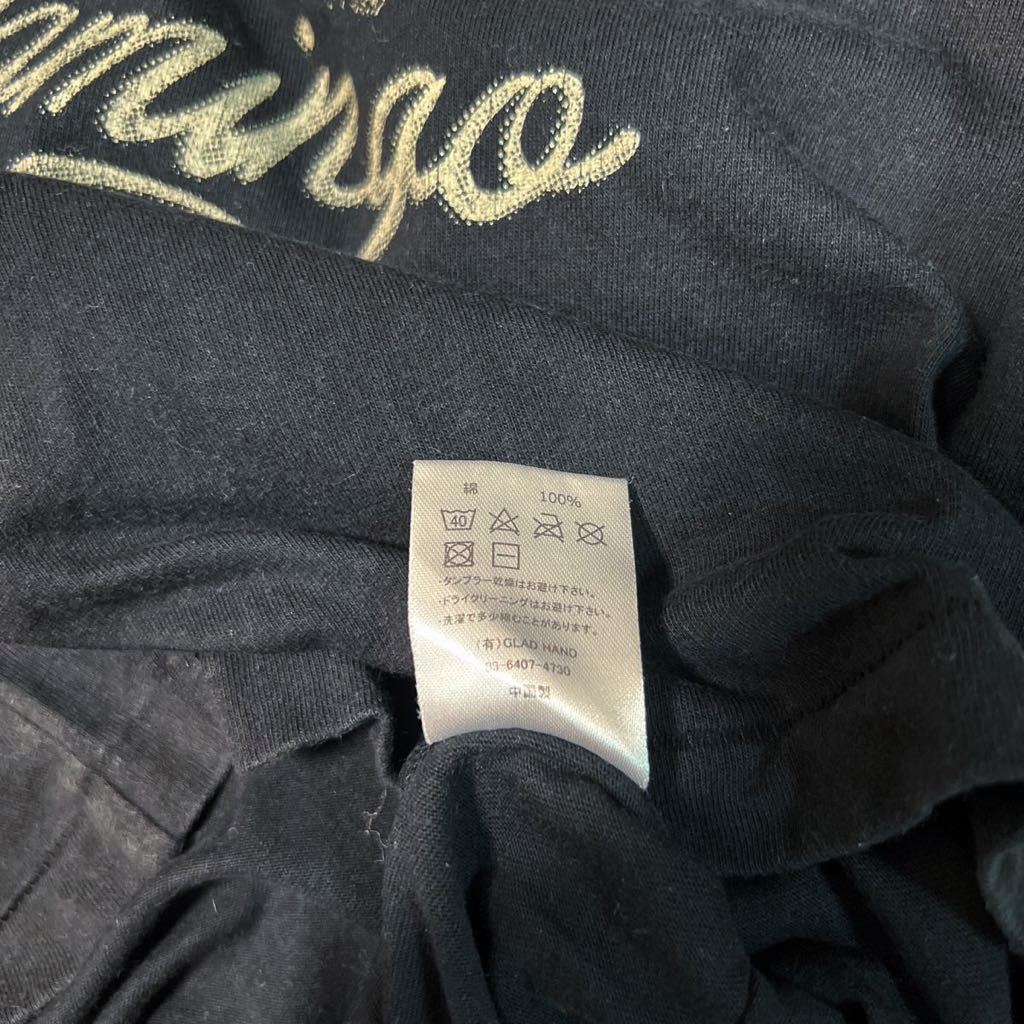 mingo
綿 100%
40
・タンブラー乾燥はお避け下さい。
・ドライクリーニングはお避け下さい。
・洗濯で多少縮むことがあります。
(有)GLAD HAND
03-6407-4730
中国製